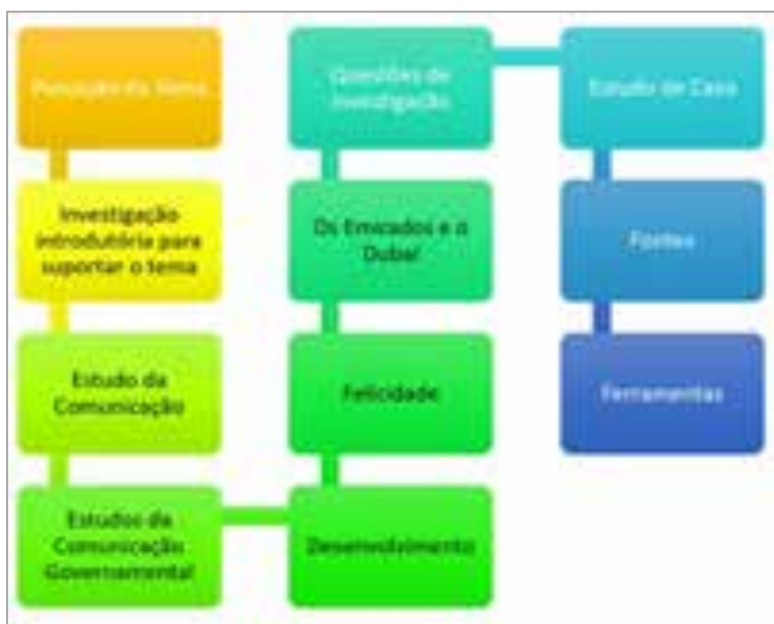 do tema
Investigação
introdutória para
suportar o tema
Estudo da
Comunicação
Estudos da
Comunicação
Governamental
Desenvolvimento
Felicidade
Os Emirados e o
Dubai
Questões de
investigação
Estudo de Caso
Fontes
Ferramentas